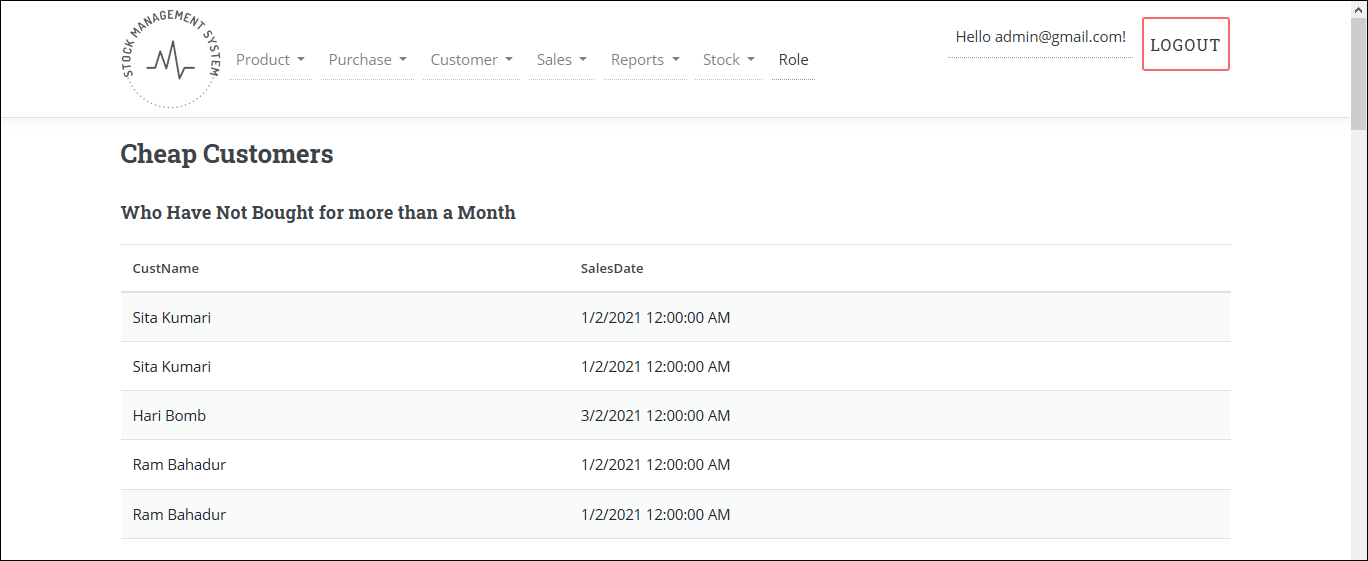 STOCK MANAGEMENT SYSTEM
Product Purchase Customer Sales Reports Stock Role
Hello admin@gmail.com!
LOGOUT
Cheap Customers
Who Have Not Bought for more than a Month
CustName SalesDate
Sita Kumari 1/2/2021 12:00:00 AM
Sita Kumari 1/2/2021 12:00:00 AM
Hari Bomb 3/2/2021 12:00:00 AM
Ram Bahadur 1/2/2021 12:00:00 AM
Ram Bahadur 1/2/2021 12:00:00 AM